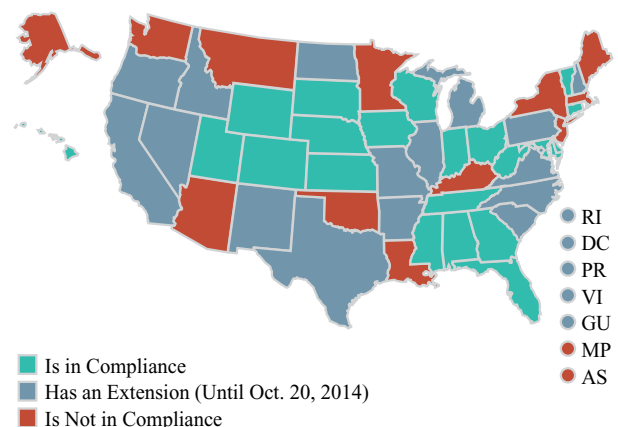 RI
DC
PR
VI
GU
MP
AS
Is in Compliance
Has an Extension (Until Oct. 20, 2014)
Is Not in Compliance